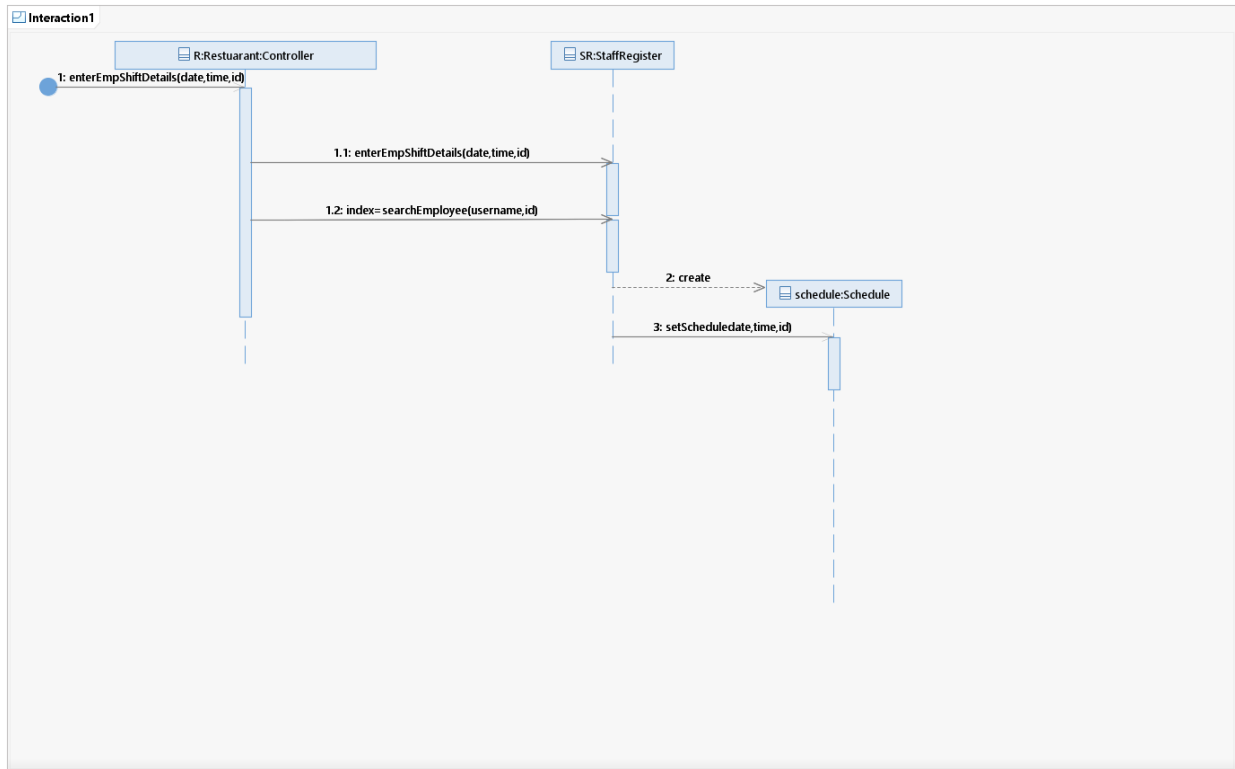 Interaction1
R:Restuarant:Controller
SR:StaffRegister
1: enterEmpShiftDetails(date,time,id)
1.1: enterEmpShiftDetails(date,time,id)
1.2: index=searchEmployee(username,id)
2: create
schedule:Schedule
3: setScheduledate,time,id)